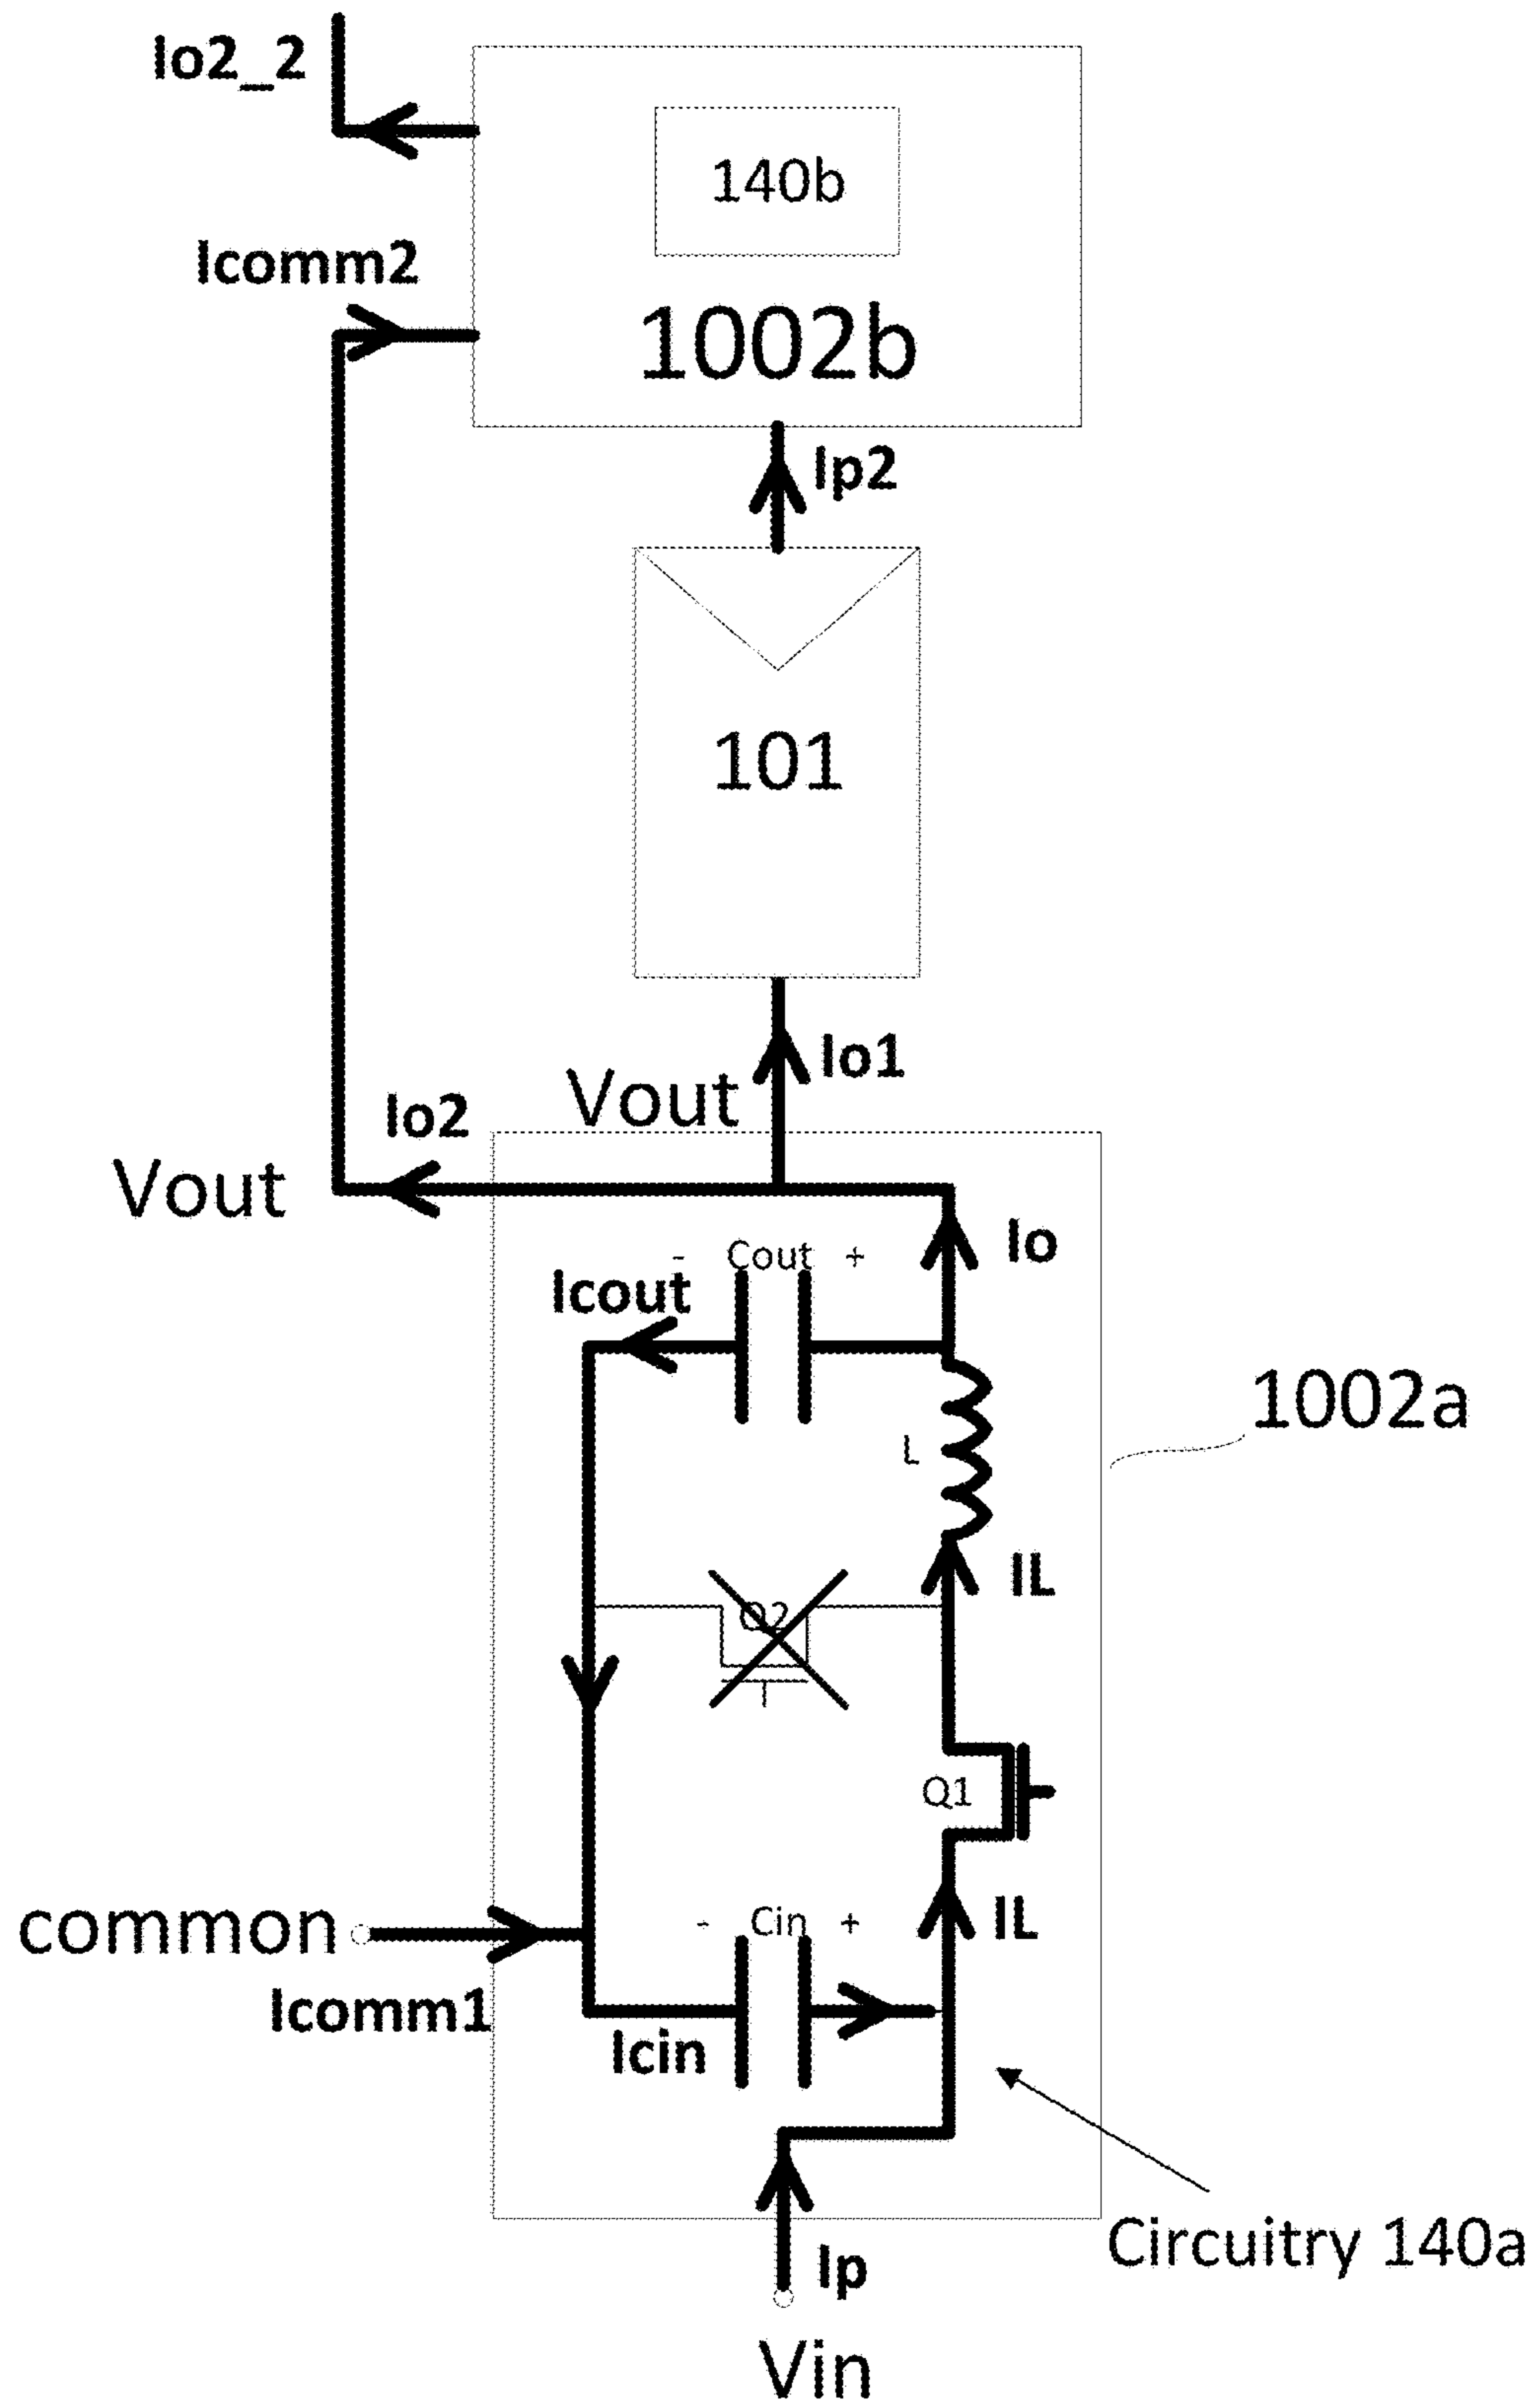 Io2_2
140b
Icomm2
1002b
Ip2
101
Io1
Vout
Io2
Vout
Io
- Cout +
Icout
1002a
L
IL
Q2
Q1
common
- Cin +
IL
Icomm1
Icin
Circuitry 140a
Ip
Vin